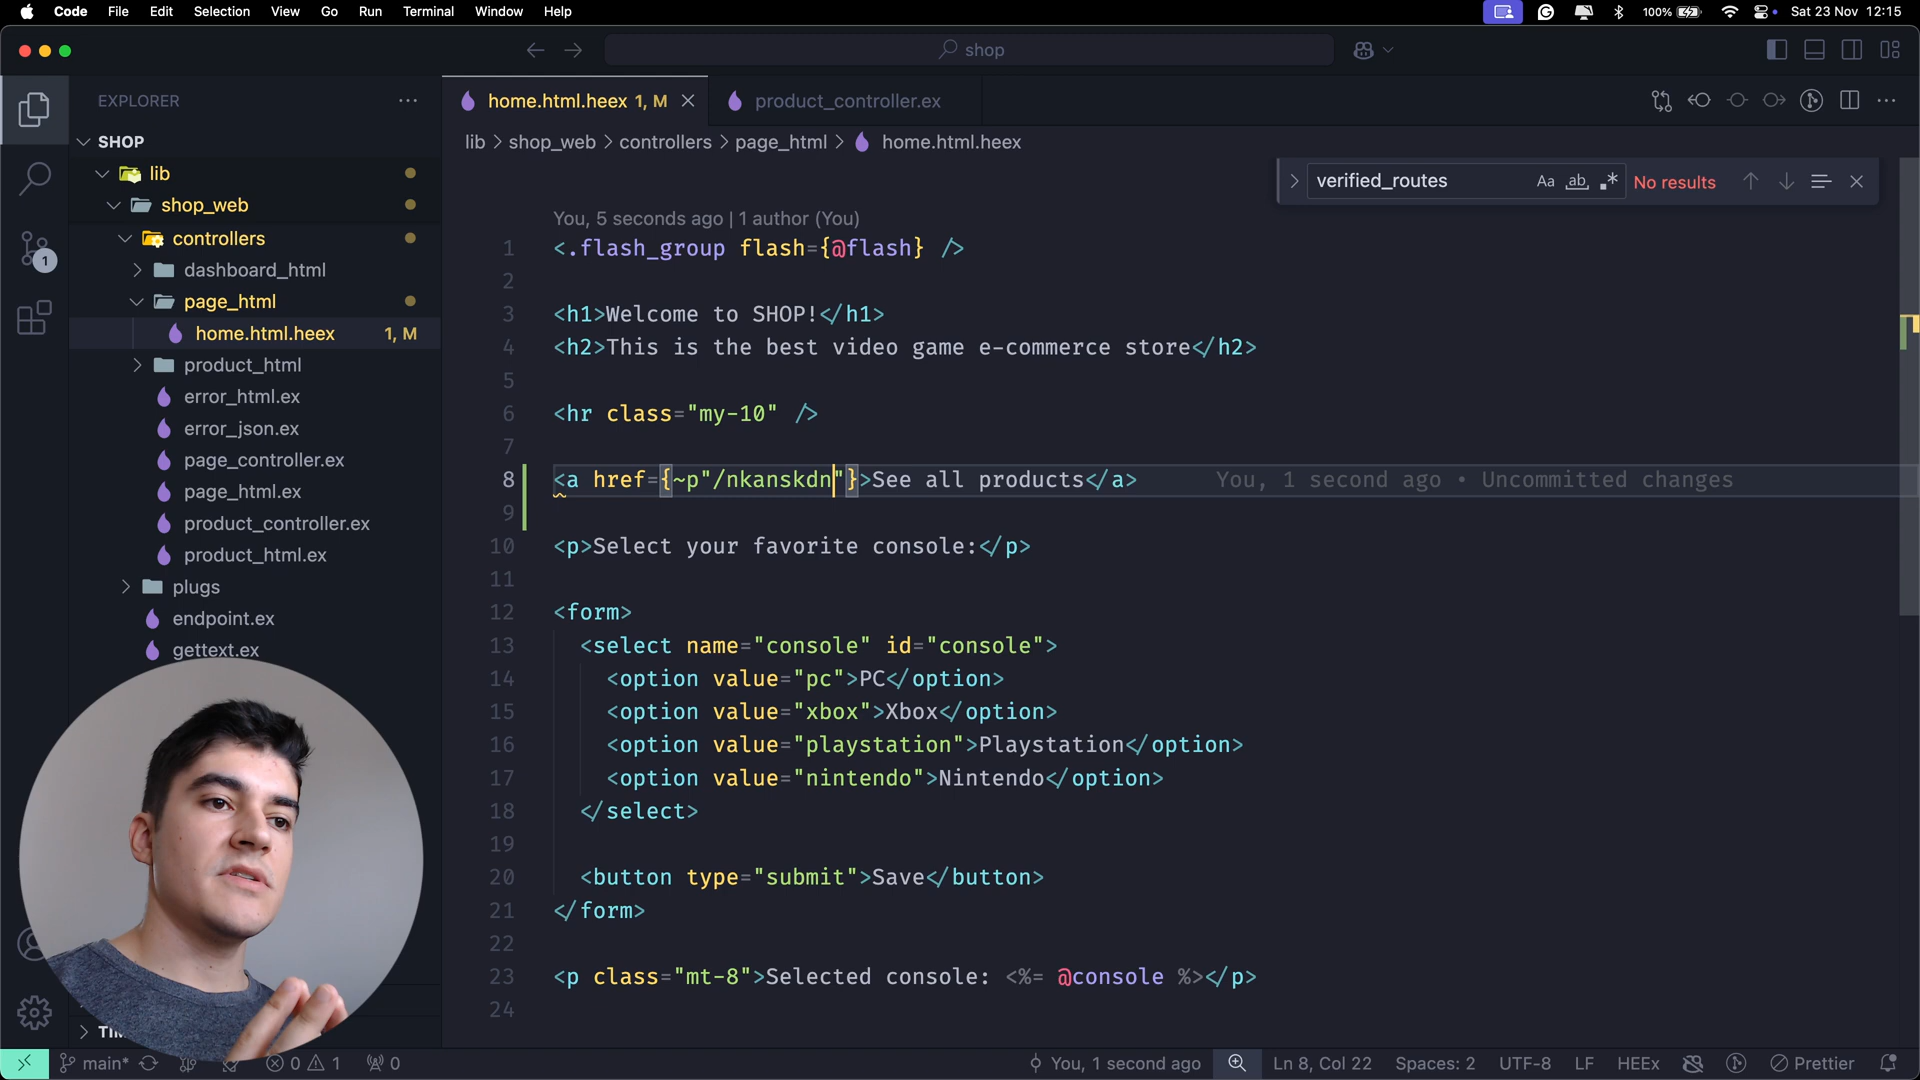 Code File Edit Selection View Go Run Terminal Window Help
100% Sat 23 Nov 12:15
shop
EXPLORER
SHOP
lib
shop_web
controllers
dashboard_html
page_html
home.html.heex 1, M
product_html
error_html.ex
error_json.ex
page_controller.ex
page_html.ex
product_controller.ex
product_html.ex
plugs
endpoint.ex
gettext.ex
1
home.html.heex 1, M
product_controller.ex
lib > shop_web > controllers > page_html > home.html.heex
verified_routes Aa ab No results
You, 5 seconds ago | 1 author (You)
1 <.flash_group flash={@flash} />
2
3 <h1>Welcome to SHOP!</h1>
4 <h2>This is the best video game e-commerce store</h2>
5
6 <hr class="my-10" />
7
8 <a href={~p"/nkanskdn"}>See all products</a> You, 1 second ago • Uncommitted changes
9
10 <p>Select your favorite console:</p>
11
12 <form>
13 <select name="console" id="console">
14 <option value="pc">PC</option>
15 <option value="xbox">Xbox</option>
16 <option value="playstation">Playstation</option>
17 <option value="nintendo">Nintendo</option>
18 </select>
19
20 <button type="submit">Save</button>
21 </form>
22
23 <p class="mt-8">Selected console: <%= @console %></p>
24
main* 0 1 0
You, 1 second ago Ln 8, Col 22 Spaces: 2 UTF-8 LF HEEx Prettier